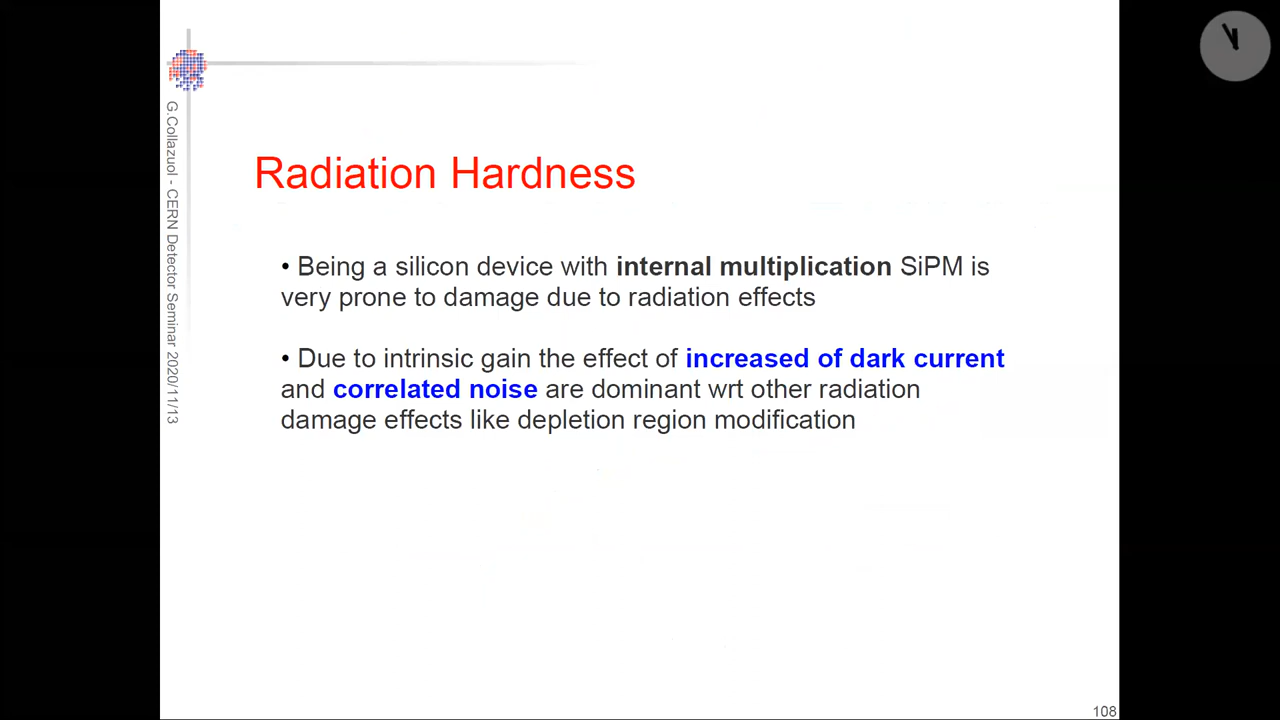 G.Collazuol - CERN Detector Seminar 2020/11/13
Radiation Hardness
• Being a silicon device with internal multiplication SiPM is
very prone to damage due to radiation effects
• Due to intrinsic gain the effect of increased of dark current
and correlated noise are dominant wrt other radiation
damage effects like depletion region modification
108